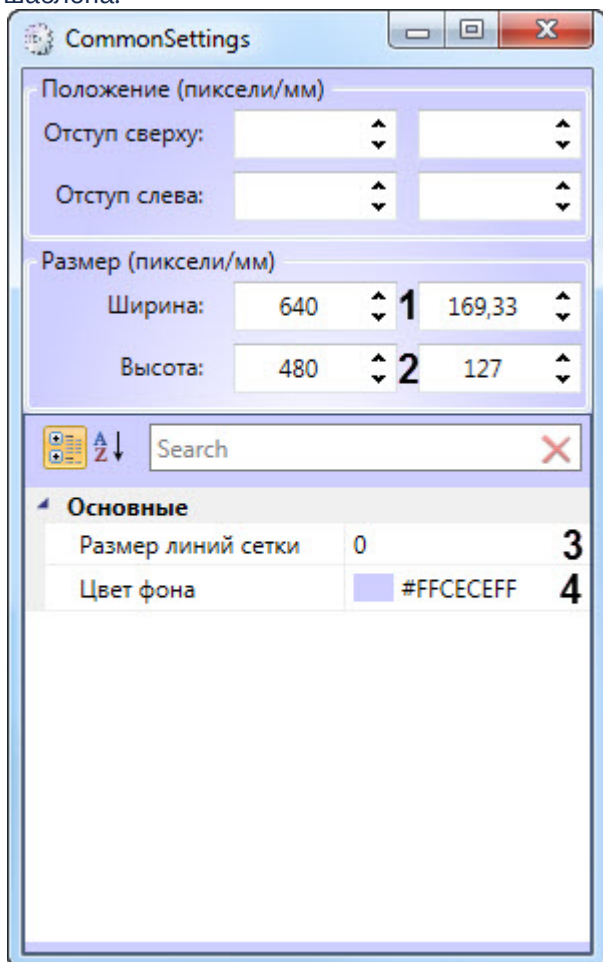 шаблона.
CommonSettings
Положение (пиксели/мм)
Отступ сверху:
Отступ слева:
Размер (пиксели/мм)
Ширина: 640 1 169,33
Высота: 480 2 127
A Z Search
Основные
Размер линий сетки 0 3
Цвет фона #FFCECEFF 4